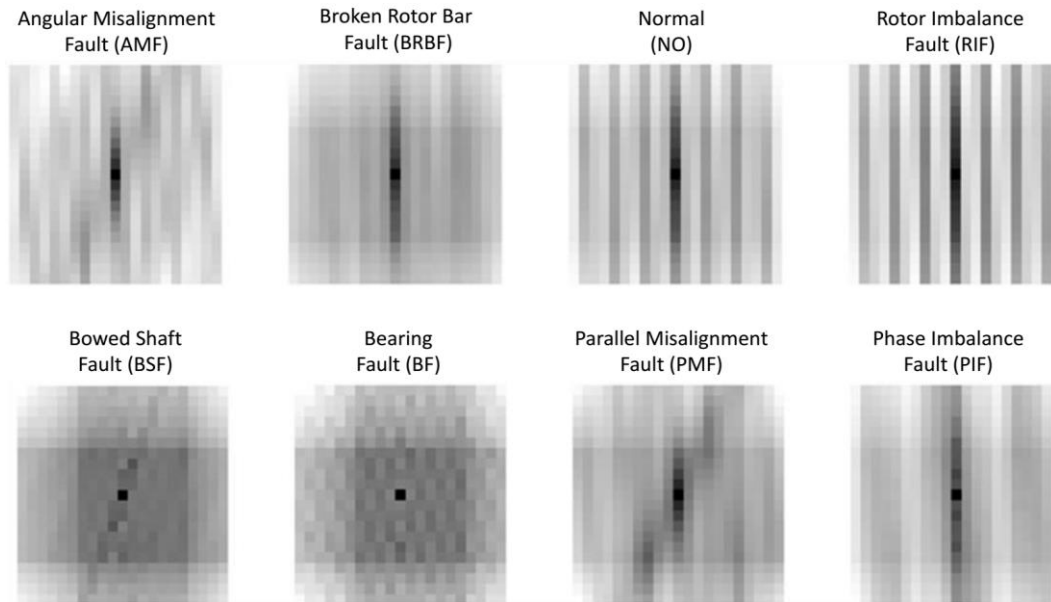 Angular Misalignment
Fault (AMF)
Broken Rotor Bar
Fault (BRBF)
Normal
(NO)
Rotor Imbalance
Fault (RIF)
Bowed Shaft
Fault (BSF)
Bearing
Fault (BF)
Parallel Misalignment
Fault (PMF)
Phase Imbalance
Fault (PIF)